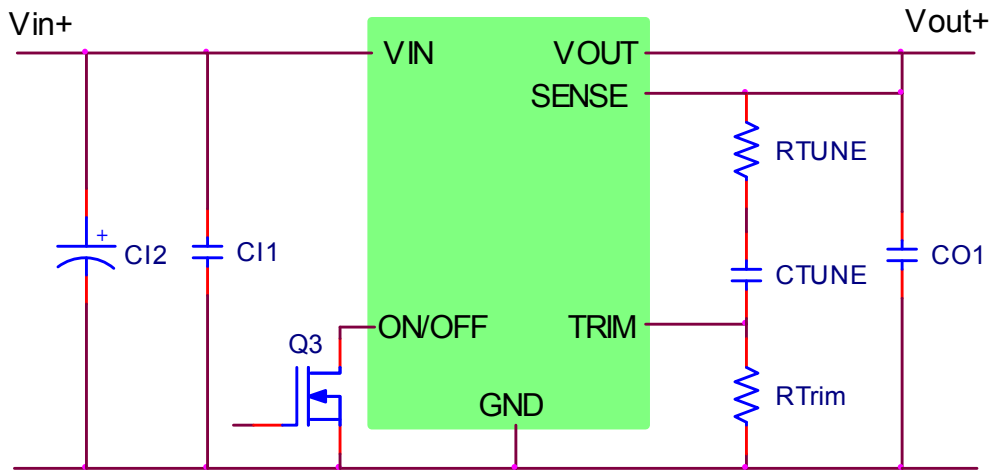 Vin+
Vout+
VIN
VOUT
SENSE
RTUNE
+
CI2
CI1
CTUNE
CO1
ON/OFF
TRIM
Q3
RTrim
GND